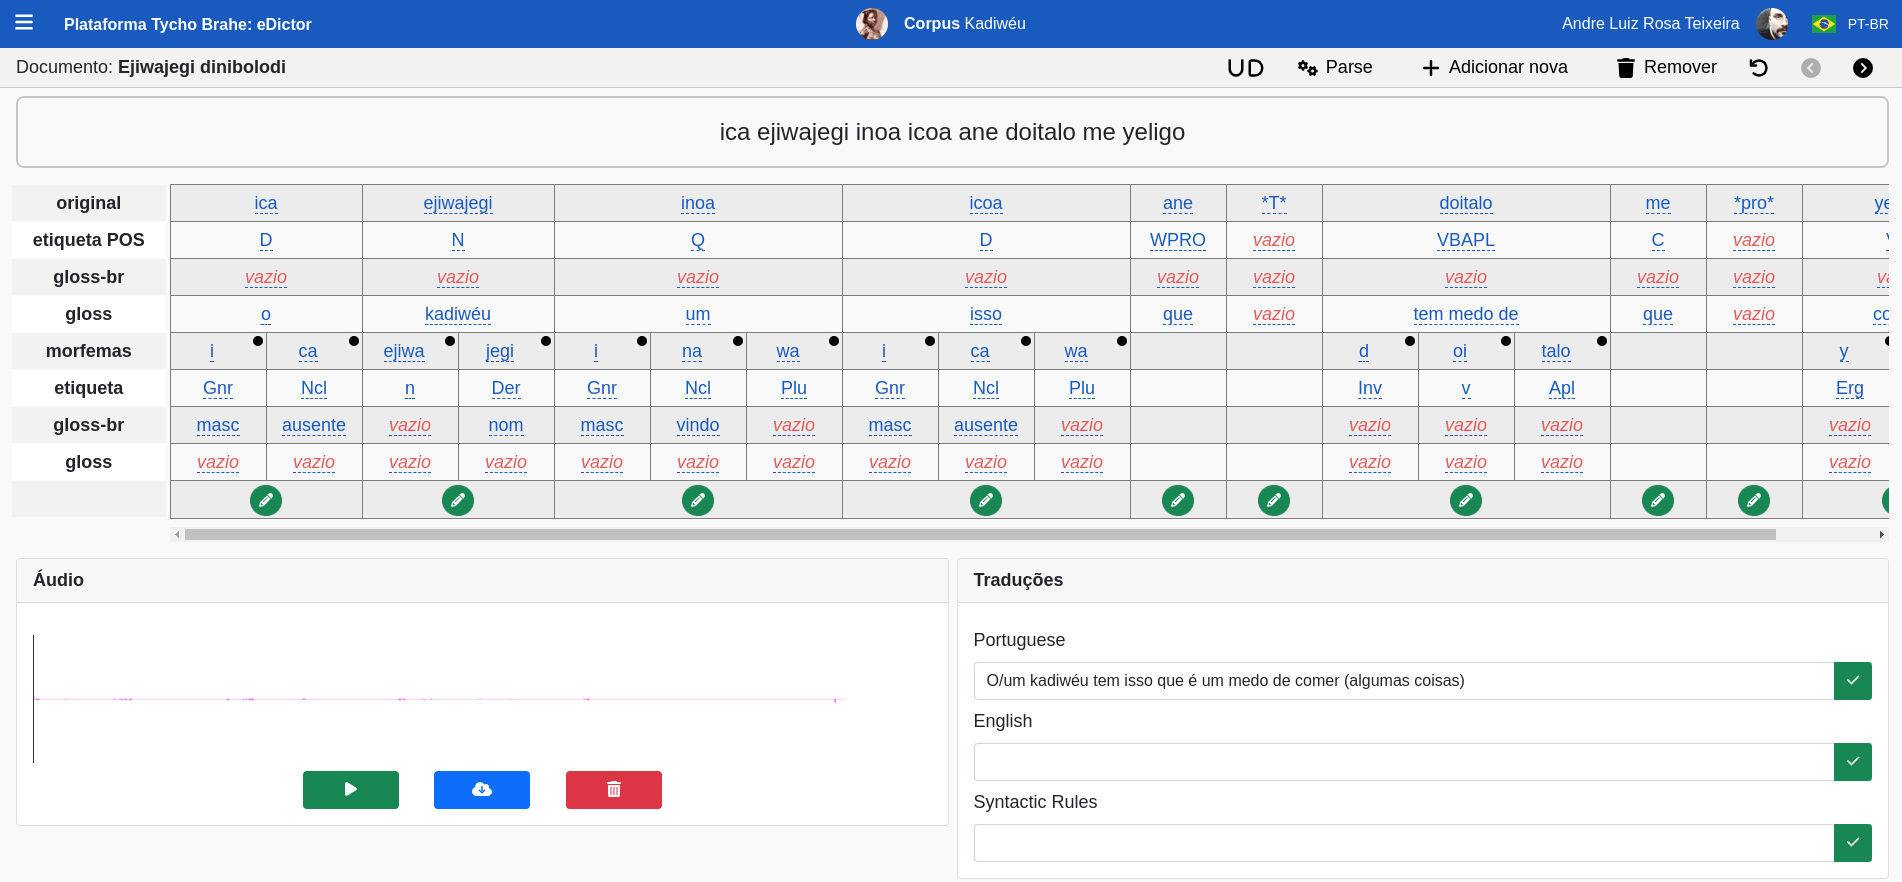 Plataforma Tycho Brahe: eDictor Corpus Kadiwéu Andre Luiz Rosa Teixeira PT-BR
Documento: Ejiwajegi dinibolodi UD Parse Adicionar nova Remover
ica ejiwajegi inoa icoa ane doitalo me yeligo
original ica ejiwajegi inoa icoa ane *T* doitalo me *pro* ye
etiqueta POS D N Q D WPRO vazio VBAPL C vazio
gloss-br vazio vazio vazio vazio vazio vazio vazio vazio vazio va
gloss o kadiwéu um isso que vazio tem medo de que vazio co
morfemas i ca ejiwa jegi i na wa i ca wa d oi talo y
etiqueta Gnr Ncl n Der Gnr Ncl Plu Gnr Ncl Plu Inv v Apl Erg
gloss-br masc ausente vazio nom masc vindo vazio masc ausente vazio vazio vazio vazio vazio
gloss vazio vazio vazio vazio vazio vazio vazio vazio vazio vazio vazio vazio vazio vazio
Áudio
Traduções
Portuguese
O/um kadiwéu tem isso que é um medo de comer (algumas coisas)
English
Syntactic Rules